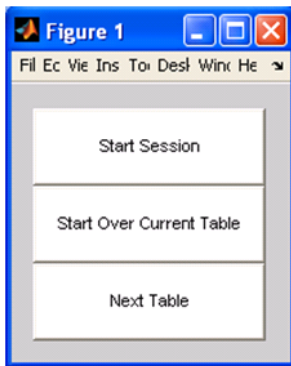 Figure 1
Fil Ec Vie Ins To Desl Winc He
Start Session
Start Over Current Table
Next Table